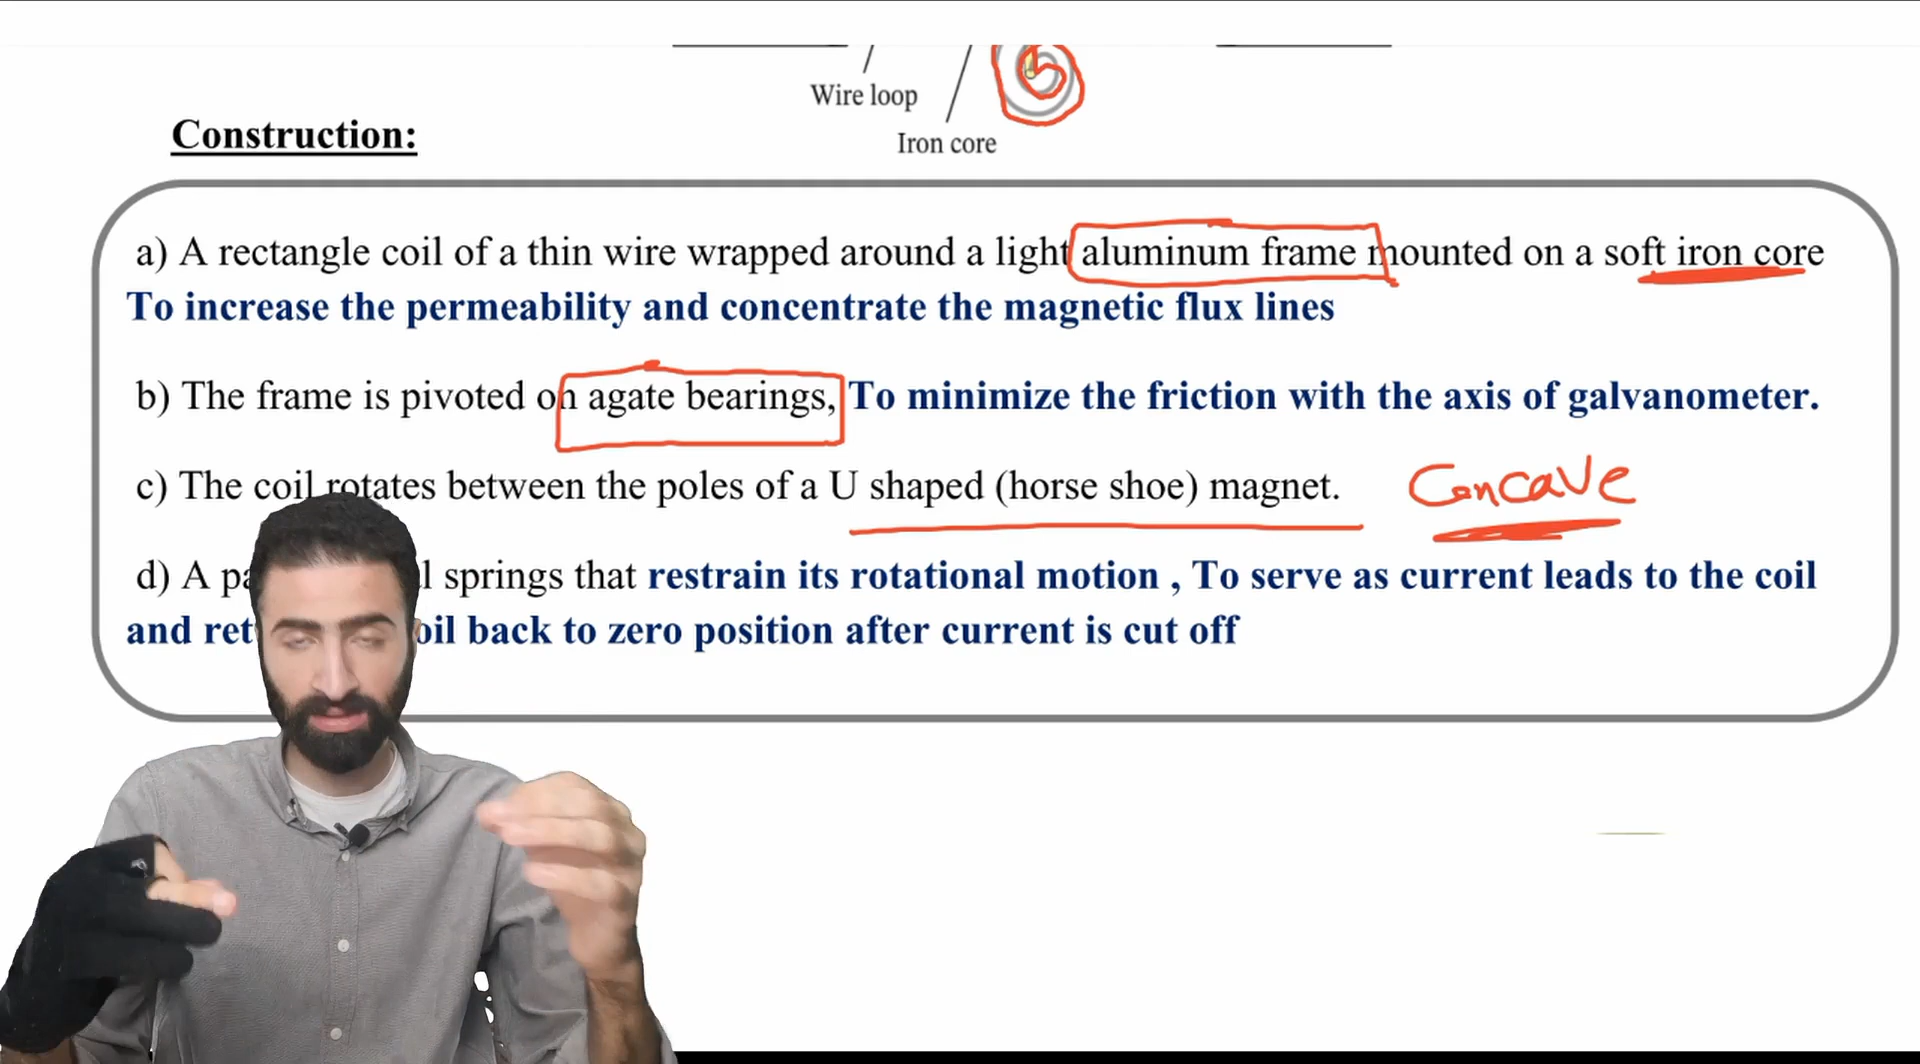 Wire loop
Iron core
Construction:
a) A rectangle coil of a thin wire wrapped around a light aluminum frame mounted on a soft iron core
To increase the permeability and concentrate the magnetic flux lines
b) The frame is pivoted on agate bearings, To minimize the friction with the axis of galvanometer.
c) The coil rotates between the poles of a U shaped (horse shoe) magnet. Concave
d) A springs that restrain its rotational motion , To serve as current leads to the coil
and back to zero position after current is cut off